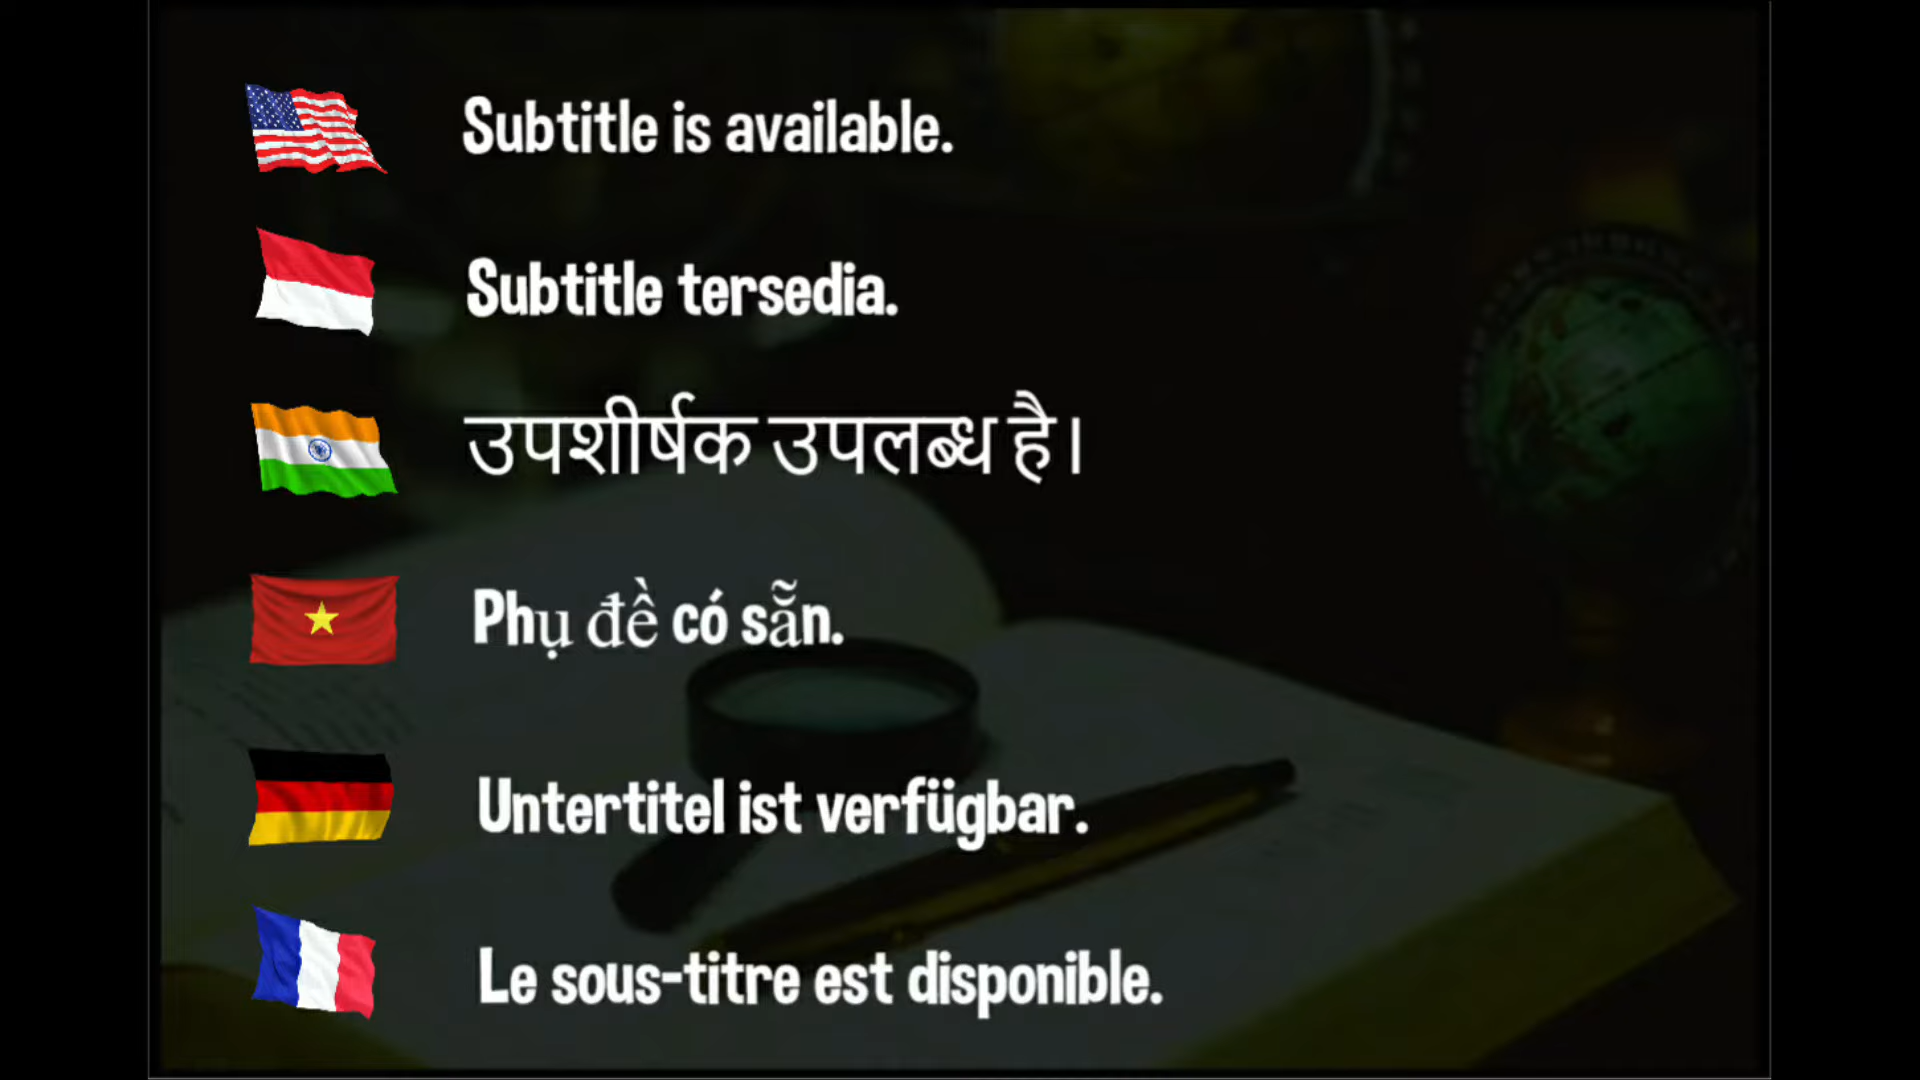 Subtitle is available.
Subtitle tersedia.
उपशीर्षक उपलब्ध है।
Phụ đề có sẵn.
Untertitel ist verfügbar.
Le sous-titre est disponible.